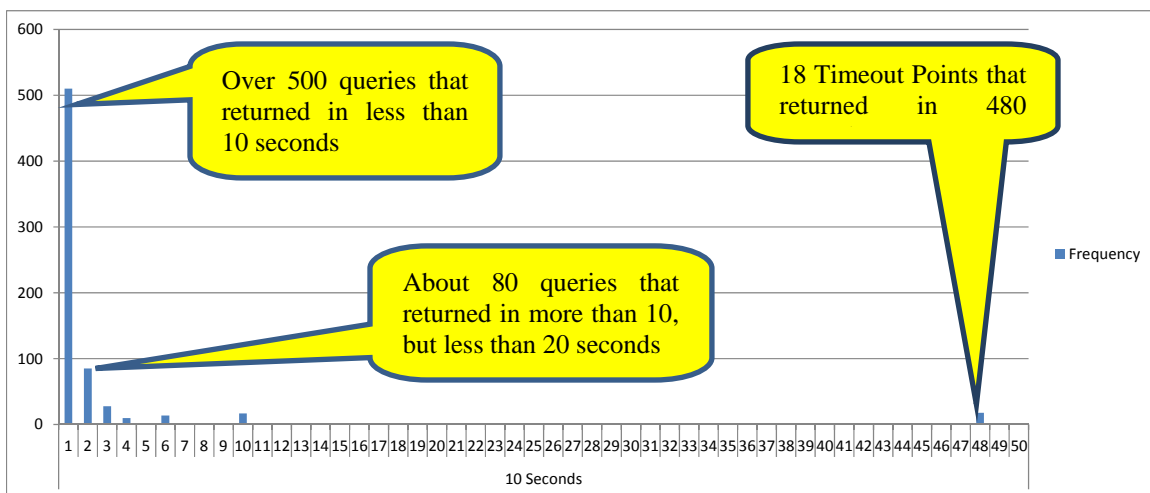 600
500
400
300
200
100
0
Over 500 queries that
returned in less than
10 seconds
18 Timeout Points that
returned in 480
About 80 queries that
returned in more than 10,
but less than 20 seconds
Frequency
1 2 3 4 5 6 7 8 9 10 11 12 13 14 15 16 17 18 19 20 21 22 23 24 25 26 27 28 29 30 31 32 33 34 35 36 37 38 39 40 41 42 43 44 45 46 47 48 49 50
10 Seconds